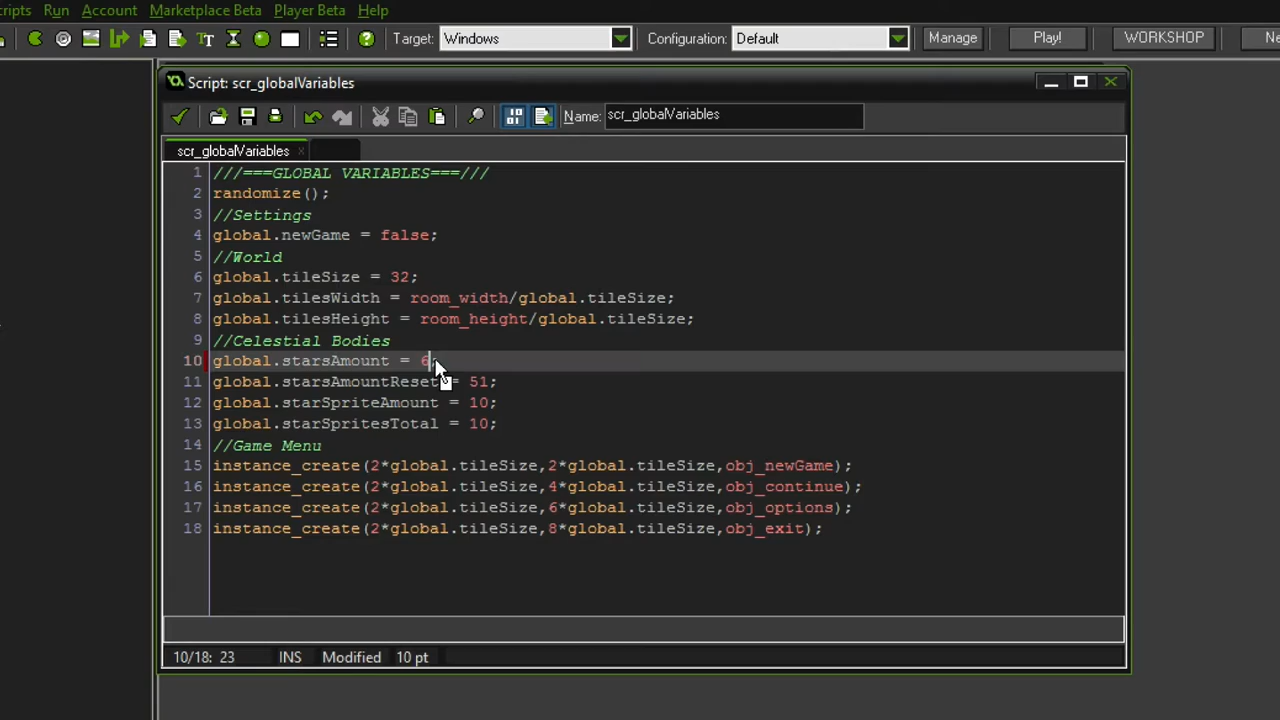 cripts Run Account Marketplace Beta Player Beta Help
Target: Windows Configuration: Default Manage Play! WORKSHOP Ne
Script: scr_globalVariables
Name: scr_globalVariables
scr_globalVariables
1 ///===GLOBAL VARIABLES===///
2 randomize();
3 //Settings
4 global.newGame = false;
5 //World
6 global.tileSize = 32;
7 global.tilesWidth = room_width/global.tileSize;
8 global.tilesHeight = room_height/global.tileSize;
9 //Celestial Bodies
10 global.starsAmount = 6;
11 global.starsAmountReset = 51;
12 global.starSpriteAmount = 10;
13 global.starSpritesTotal = 10;
14 //Game Menu
15 instance_create(2*global.tileSize,2*global.tileSize,obj_newGame);
16 instance_create(2*global.tileSize,4*global.tileSize,obj_continue);
17 instance_create(2*global.tileSize,6*global.tileSize,obj_options);
18 instance_create(2*global.tileSize,8*global.tileSize,obj_exit);
10/18: 23 INS Modified 10 pt